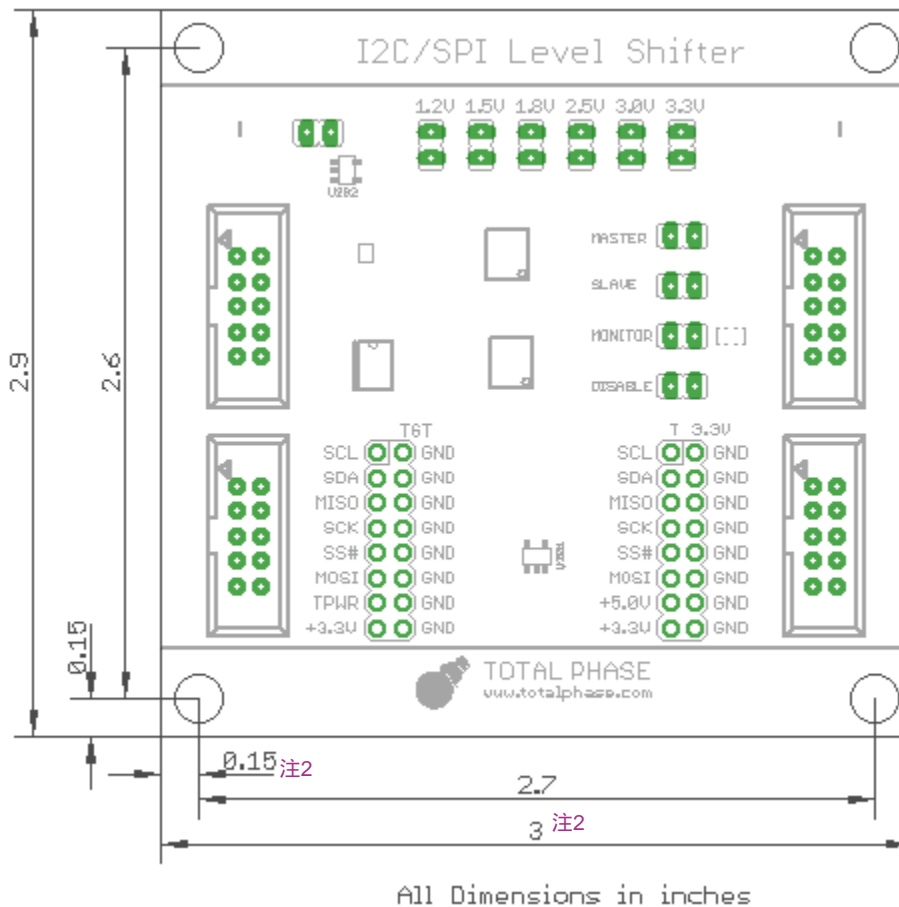 I2C/SPI Level Shifter
1.2V 1.5V 1.8V 2.5V 3.0V 3.3V
MASTER
SLAVE
MONITOR
DISABLE
2.9
2.6
TGT
T 3.3V
SCL GND
SCL GND
SDA GND
SDA GND
MISO GND
MISO GND
SCK GND
SCK GND
SS# GND
SS# GND
MOSI GND
MOSI GND
TPWR GND
+5.0V GND
+3.3V GND
+3.3V GND
0.15
TOTAL PHASE
www.totalphase.com
0.15 注2
2.7
3 注2
All Dimensions in inches